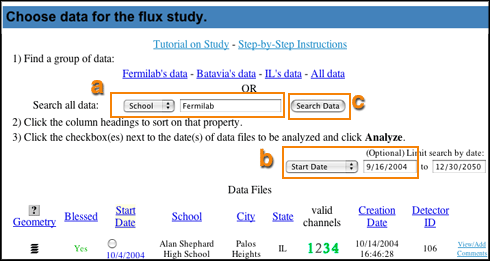 Choose data for the flux study.
Tutorial on Study - Step-by-Step Instructions
1) Find a group of data:
a
Fermilab's data - Batavia's data - IL's data - All data
OR
c
Search all data: School Fermilab Search Data
2) Click the column headings to sort on that property.
3) Click the checkbox(es) next to the date(s) of data files to be analyzed and click Analyze.
b
(Optional) Limit search by date:
Start Date 9/16/2004 to 12/30/2050
Data Files
? Geometry Blessed Start Date School City State valid channels Creation Date Detector ID
Yes 10/4/2004 Alan Shephard High School Palos Heights IL 1234 10/14/2004 16:46:28 106 View/Add Comments